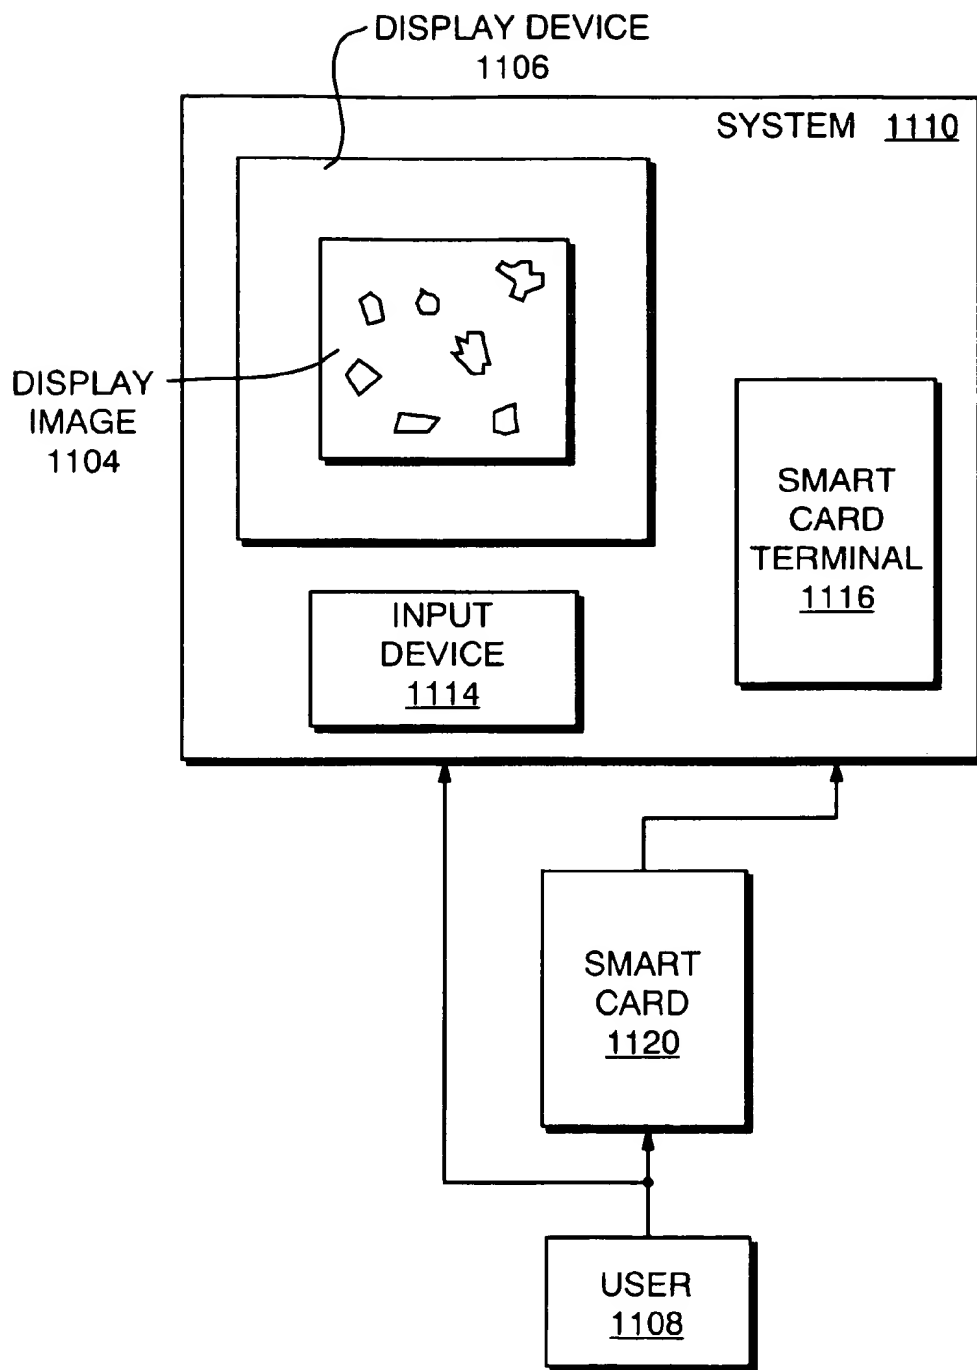 DISPLAY DEVICE
1106
SYSTEM 1110
DISPLAY
IMAGE
1104
SMART
CARD
TERMINAL
1116
INPUT
DEVICE
1114
SMART
CARD
1120
USER
1108